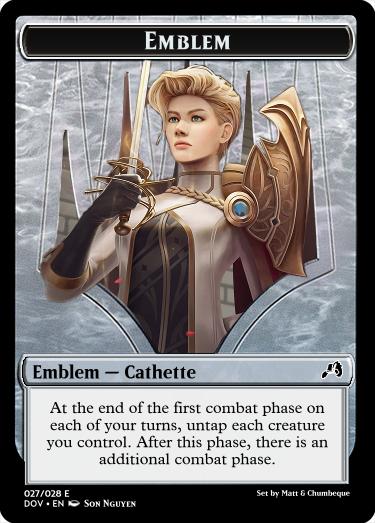 Emblem
Emblem — Cathette
At the end of the first combat phase on
each of your turns, untap each creature
you control. After this phase, there is an
additional combat phase.
027/028 E
DOV • EN Son Nguyen
Set by Matt & Chumbeque